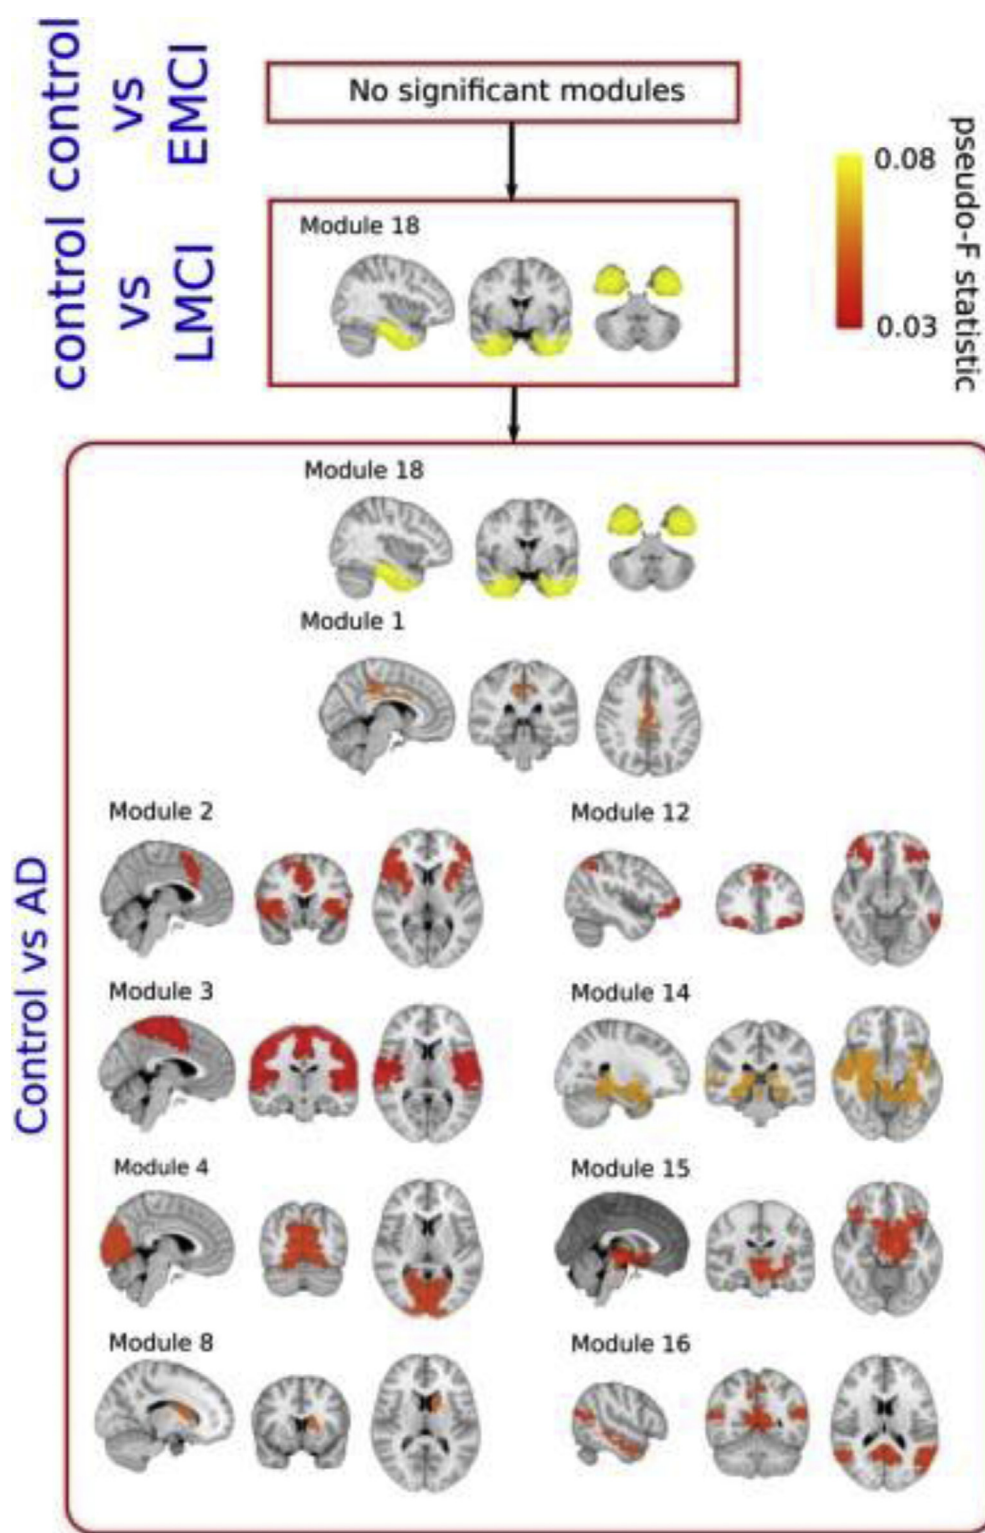 control vs EMCI
No significant modules
control vs LMCI
Module 18
0.08
0.03
pseudo-F statistic
Control vs AD
Module 18
Module 1
Module 2
Module 12
Module 3
Module 14
Module 4
Module 15
Module 8
Module 16